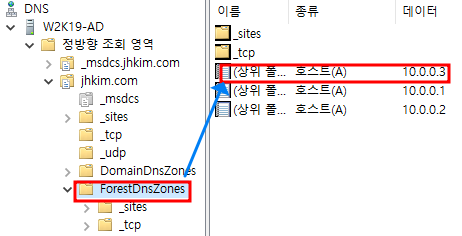 DNS
W2K19-AD
정방향 조회 영역
_msdcs.jhkim.com
jhkim.com
_msdcs
_sites
_tcp
_udp
DomainDnsZones
ForestDnsZones
_sites
_tcp
이름 종류 데이터
_sites
_tcp
(상위 폴... 호스트(A) 10.0.0.3
(상위 폴... 호스트(A) 10.0.0.1
(상위 폴... 호스트(A) 10.0.0.2